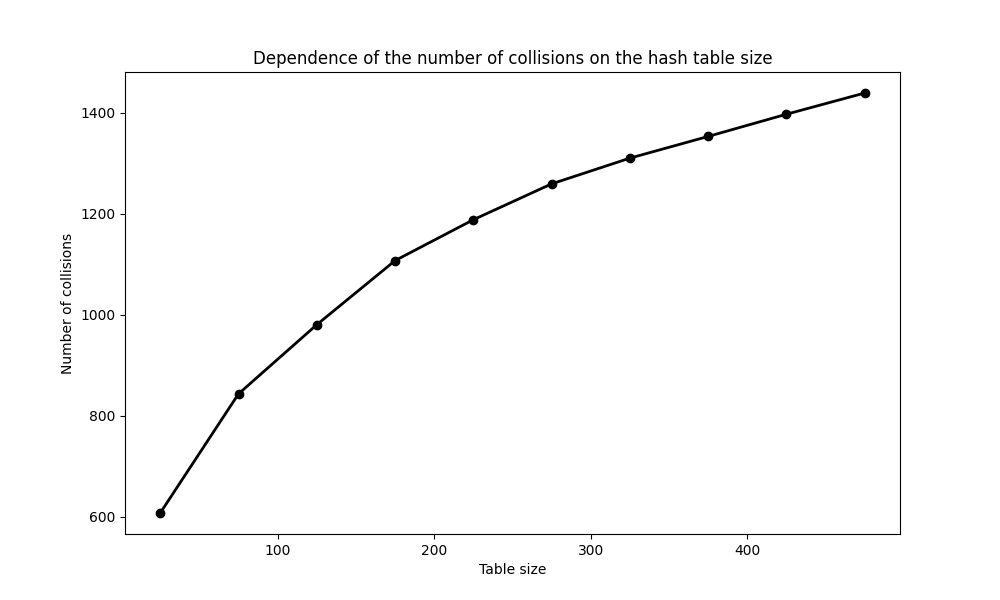 Dependence of the number of collisions on the hash table size
1400
1200
1000
800
600
Number of collisions
100 200 300 400
Table size